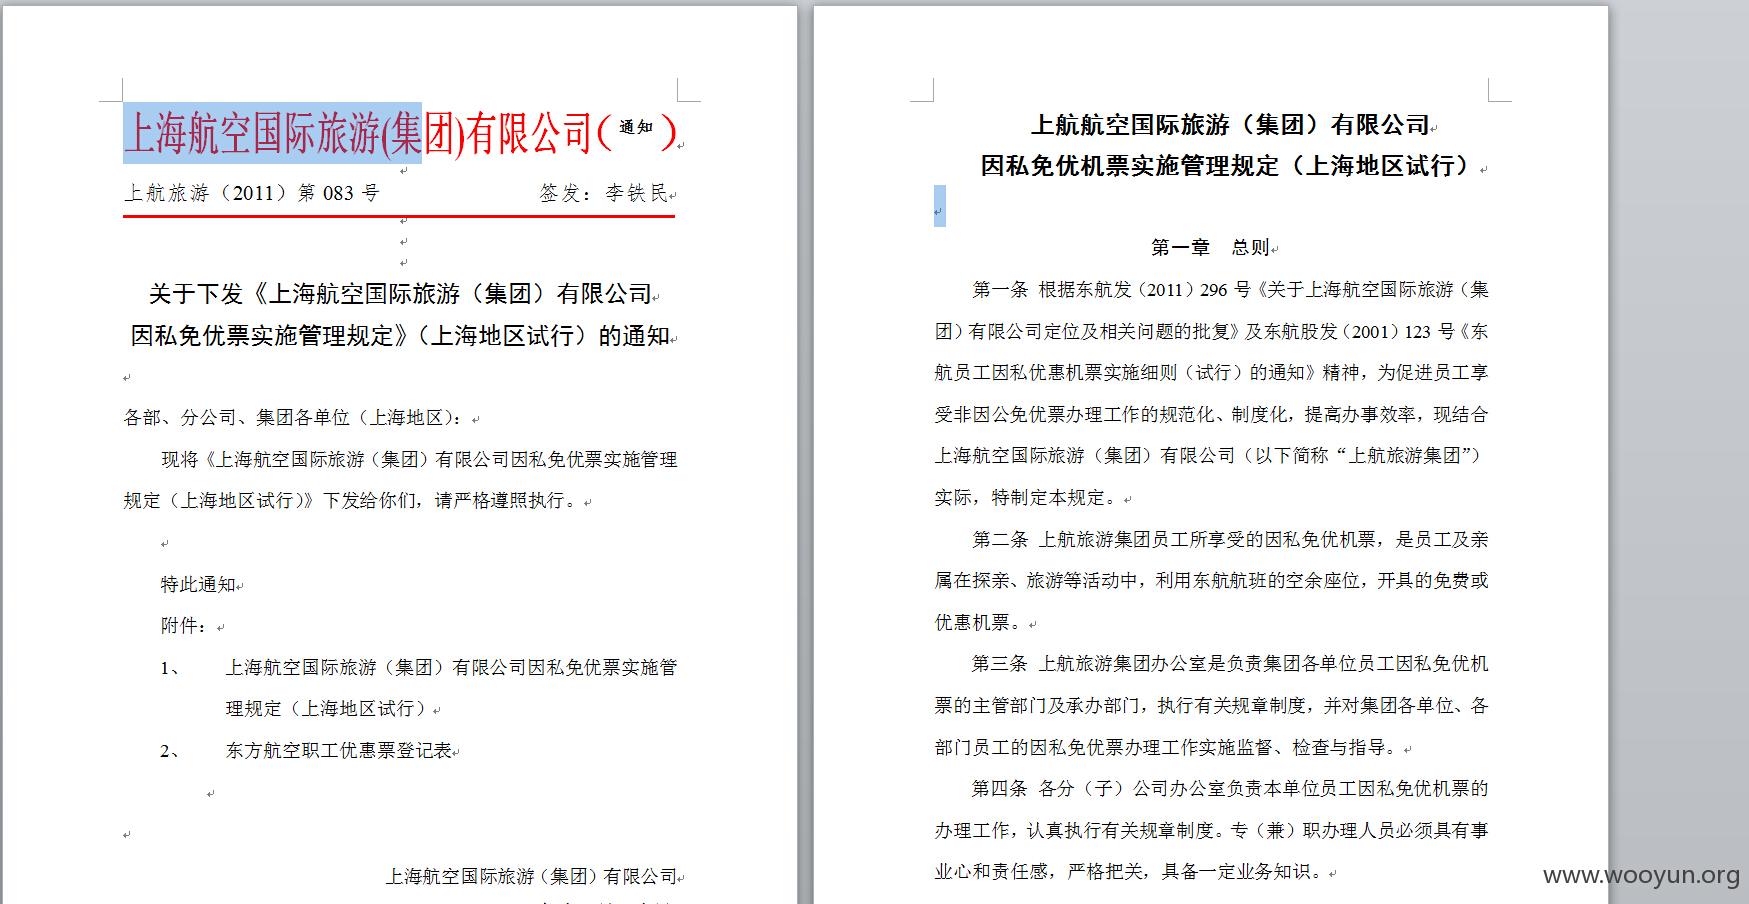 上海航空国际旅游(集团)有限公司（通知）
上航旅游（2011）第 083 号 签发：李铁民
关于下发《上海航空国际旅游（集团）有限公司
因私免优票实施管理规定》（上海地区试行）的通知
各部、分公司、集团各单位（上海地区）：
现将《上海航空国际旅游（集团）有限公司因私免优票实施管理
规定（上海地区试行）》下发给你们，请严格遵照执行。
特此通知
附件：
1、 上海航空国际旅游（集团）有限公司因私免优票实施管
理规定（上海地区试行）
2、 东方航空职工优惠票登记表
上海航空国际旅游（集团）有限公司
上航航空国际旅游（集团）有限公司
因私免优机票实施管理规定（上海地区试行）
第一章 总则
第一条 根据东航发（2011）296 号《关于上海航空国际旅游（集
团）有限公司定位及相关问题的批复》及东航股发（2001）123 号《东
航员工因私优惠机票实施细则（试行）的通知》精神，为促进员工享
受非因公免优票办理工作的规范化、制度化，提高办事效率，现结合
上海航空国际旅游（集团）有限公司（以下简称“上航旅游集团”）
实际，特制定本规定。
第二条 上航旅游集团员工所享受的因私免优机票，是员工及亲
属在探亲、旅游等活动中，利用东航航班的空余座位，开具的免费或
优惠机票。
第三条 上航旅游集团办公室是负责集团各单位员工因私免优机
票的主管部门及承办部门，执行有关规章制度，并对集团各单位、各
部门员工的因私免优票办理工作实施监督、检查与指导。
第四条 各分（子）公司办公室负责本单位员工因私免优机票的
办理工作，认真执行有关规章制度。专（兼）职办理人员必须具有事
业心和责任感，严格把关，具备一定业务知识。
www.wooyun.org